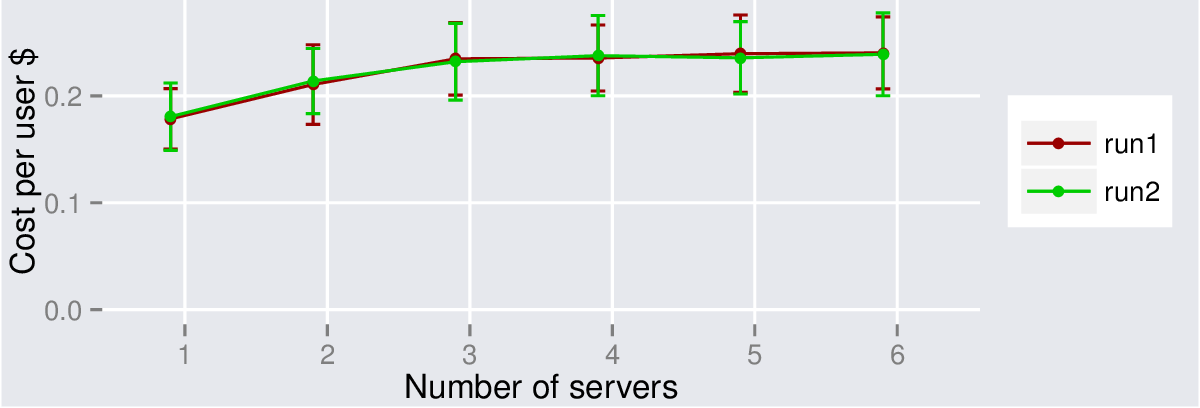 Cost per user $
0.2
0.1
0.0
1 2 3 4 5 6
Number of servers
run1
run2